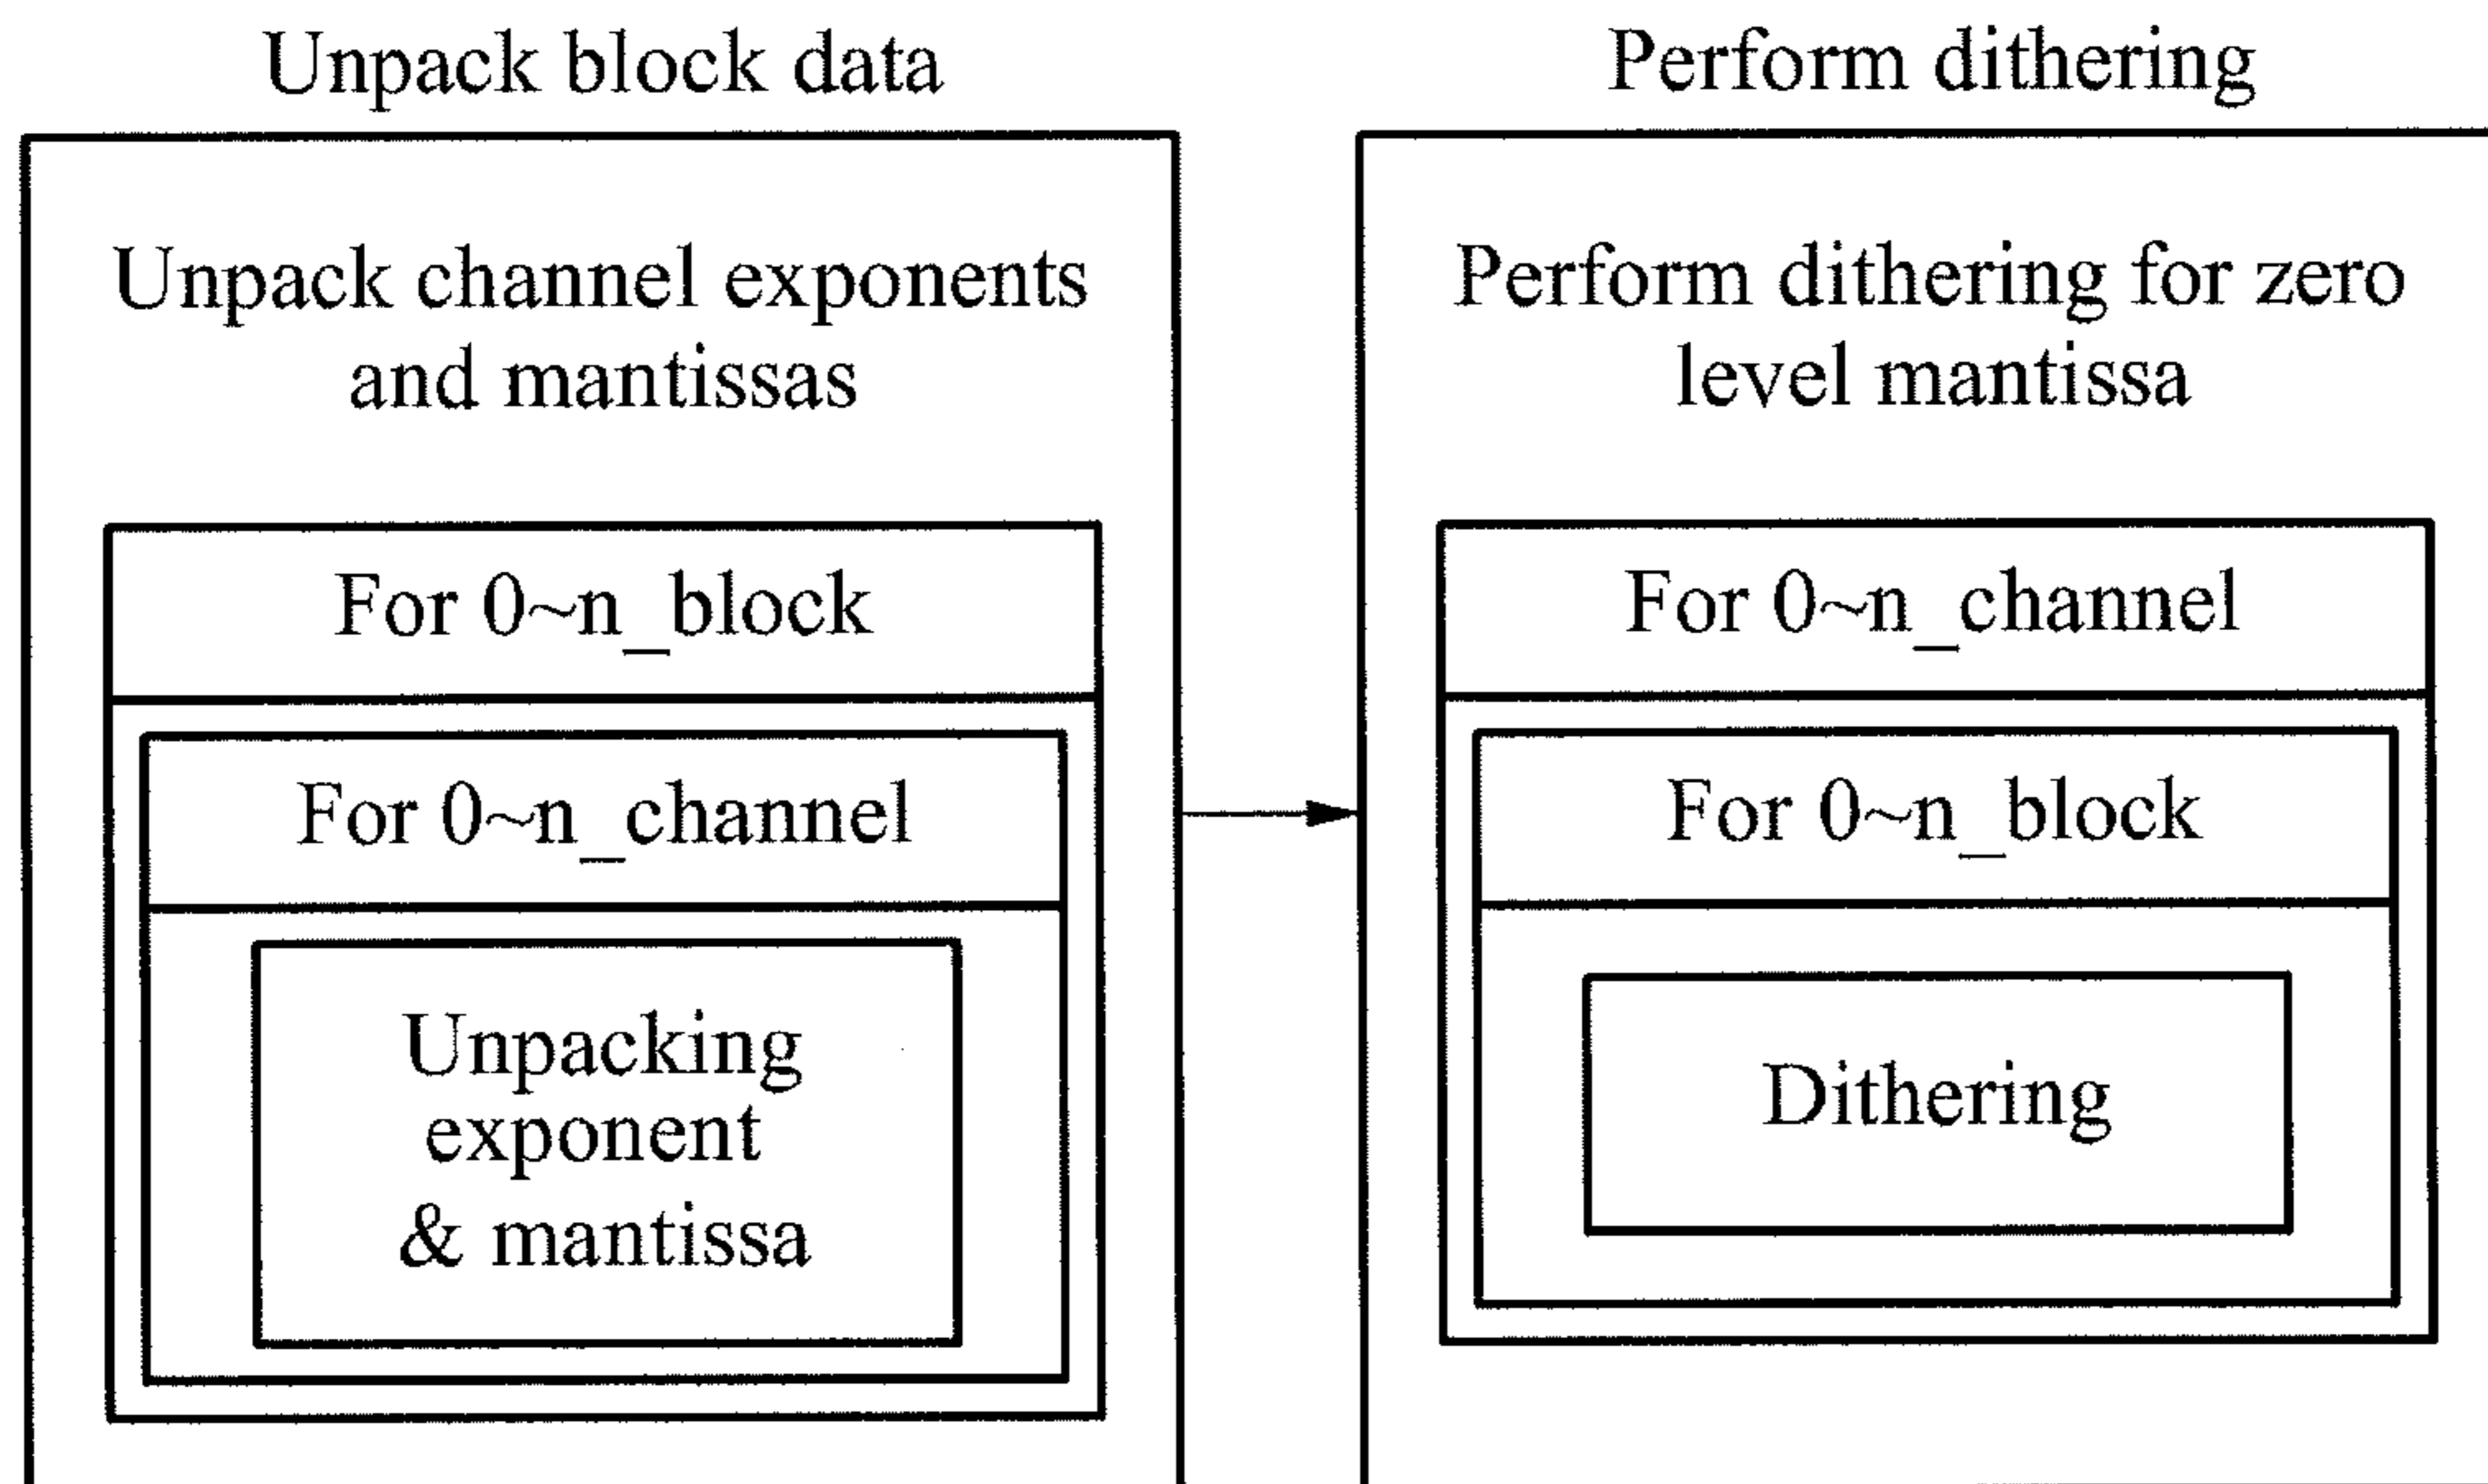 Unpack block data
Unpack channel exponents
and mantissas
For 0~n_block
For 0~n_channel
Unpacking
exponent
& mantissa
Perform dithering
Perform dithering for zero
level mantissa
For 0~n_channel
For 0~n_block
Dithering